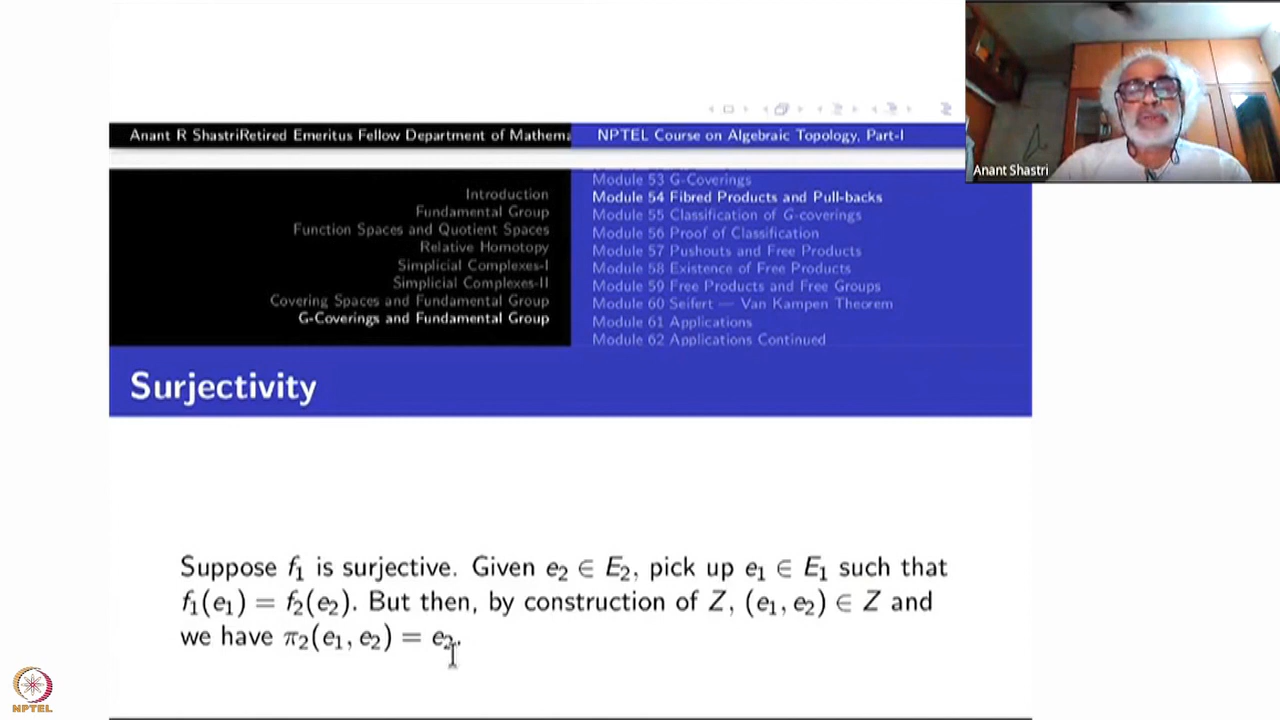 Anant R ShastriRetired Emeritus Fellow Department of Mathema
NPTEL Course on Algebraic Topology, Part-I
Anant Shastri
Introduction
Fundamental Group
Function Spaces and Quotient Spaces
Relative Homotopy
Simplicial Complexes-I
Simplicial Complexes-II
Covering Spaces and Fundamental Group
G-Coverings and Fundamental Group
Module 53 G-Coverings
Module 54 Fibred Products and Pull-backs
Module 55 Classification of G-coverings
Module 56 Proof of Classification
Module 57 Pushouts and Free Products
Module 58 Existence of Free Products
Module 59 Free Products and Free Groups
Module 60 Seifert — Van Kampen Theorem
Module 61 Applications
Module 62 Applications Continued
Surjectivity
Suppose f₁ is surjective. Given e₂ ∈ E₂, pick up e₁ ∈ E₁ such that
f₁(e₁) = f₂(e₂). But then, by construction of Z, (e₁, e₂) ∈ Z and
we have π₂(e₁, e₂) = e₂.
NPTEL